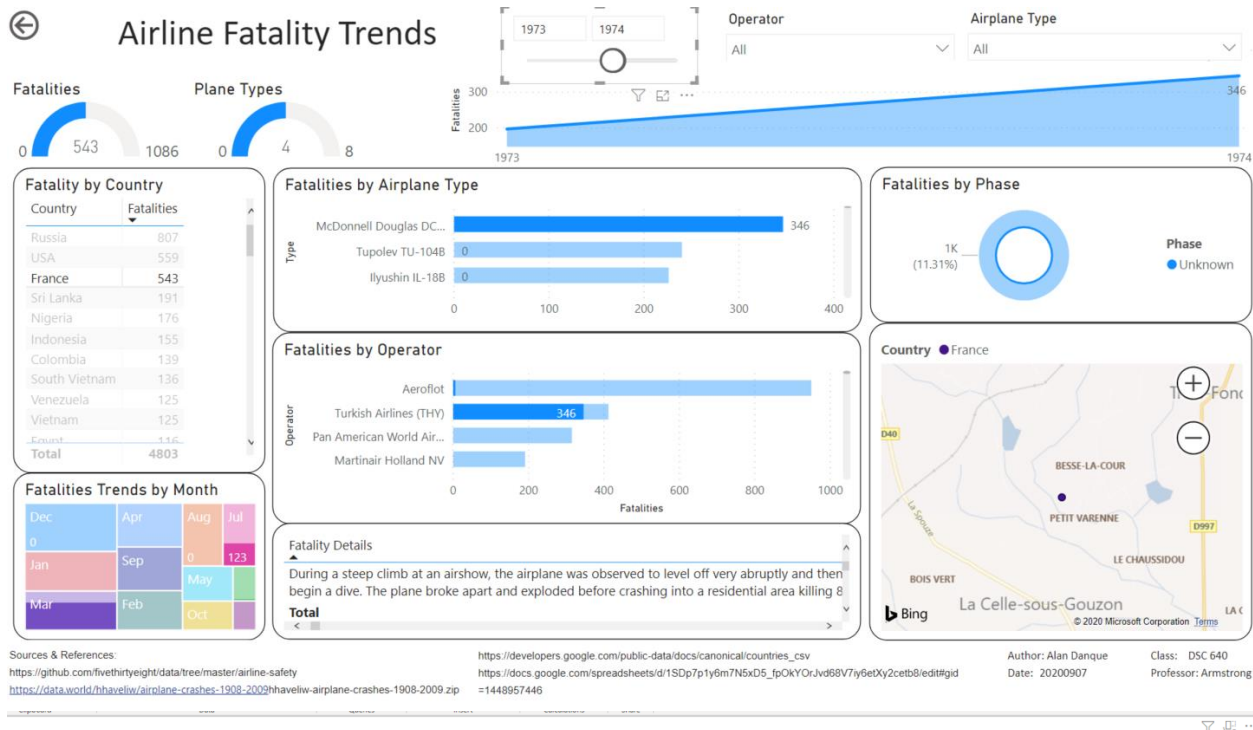 Airline Fatality Trends
1973 1974
Operator
All
Airplane Type
All
Fatalities
0 543 1086
Plane Types
0 4 8
Fatalities
300
200
346
1973 1974
Fatality by Country
Country Fatalities
Russia 807
USA 559
France 543
Sri Lanka 191
Nigeria 176
Indonesia 155
Colombia 139
South Vietnam 136
Venezuela 125
Vietnam 125
Egypt 116
Total 4803
Fatalities by Airplane Type
Type
McDonnell Douglas DC... 346
Tupolev TU-104B 0
Ilyushin IL-18B 0
0 100 200 300 400
Fatalities by Phase
1K
(11.31%)
Phase
Unknown
Fatalities by Operator
Operator
Aeroflot
Turkish Airlines (THY) 346
Pan American World Air...
Martinair Holland NV
0 200 400 600 800 1000
Fatalities
Country France
D40
Fond
La Spouze
BESSE-LA-COUR
PETIT VARENNE
D997
LE CHAUSSIDOU
BOIS VERT
La Celle-sous-Gouzon
LA
Bing
© 2020 Microsoft Corporation Terms
Fatalities Trends by Month
Dec Apr Aug Jul
0 0 123
Jan Sep May
Mar Feb Oct
Fatality Details
During a steep climb at an airshow, the airplane was observed to level off very abruptly and then
begin a dive. The plane broke apart and exploded before crashing into a residential area killing 8
Total
Sources & References:
https://github.com/fivethirtyeight/data/tree/master/airline-safety
https://data.world/hhaveliw/airplane-crashes-1908-2009hhaveliw-airplane-crashes-1908-2009.zip
https://developers.google.com/public-data/docs/canonical/countries_csv
https://docs.google.com/spreadsheets/d/1SDp7p1y6m7N5xD5_fpOkYOrJvd68V7iy6etXy2cetb8/edit#gid
=1448957446
Author: Alan Danque Class: DSC 640
Date: 20200907 Professor: Armstrong